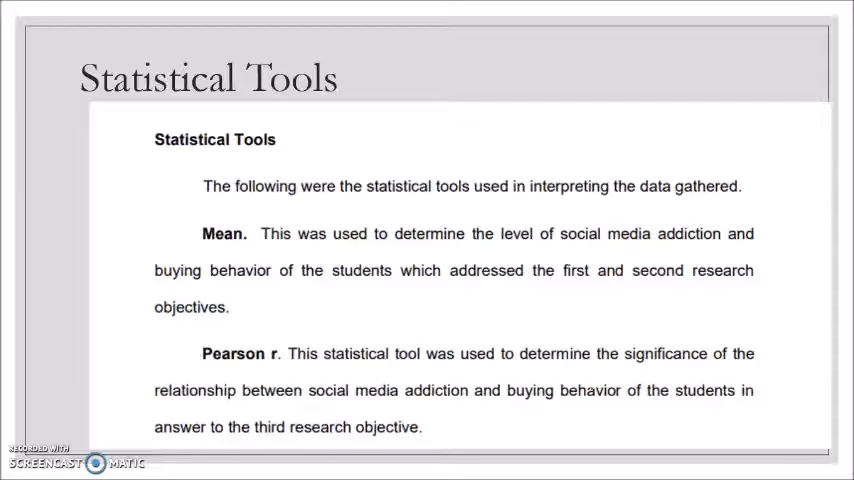 Statistical Tools
Statistical Tools
The following were the statistical tools used in interpreting the data gathered.
Mean. This was used to determine the level of social media addiction and
buying behavior of the students which addressed the first and second research
objectives.
Pearson r. This statistical tool was used to determine the significance of the
relationship between social media addiction and buying behavior of the students in
answer to the third research objective.
RECORDED WITH
SCREENCAST MATIC